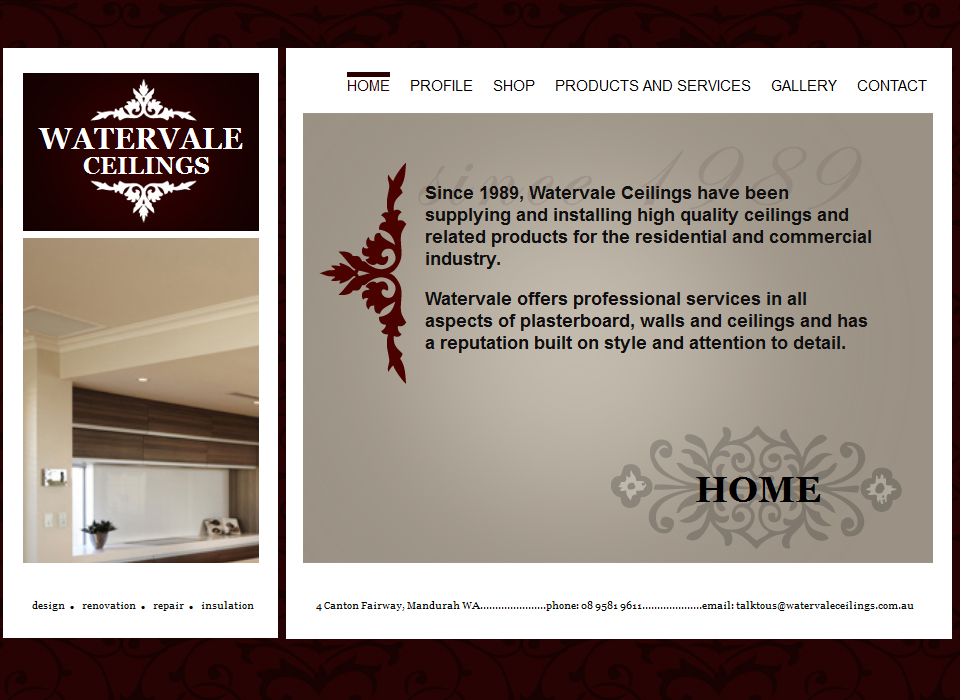 WATERVALE
CEILINGS
HOME PROFILE SHOP PRODUCTS AND SERVICES GALLERY CONTACT
since 1989
Since 1989, Watervale Ceilings have been
supplying and installing high quality ceilings and
related products for the residential and commercial
industry.
Watervale offers professional services in all
aspects of plasterboard, walls and ceilings and has
a reputation built on style and attention to detail.
HOME
design • renovation • repair • insulation
4 Canton Fairway, Mandurah WA......................phone: 08 9581 9611....................email: talktous@watervaleceilings.com.au